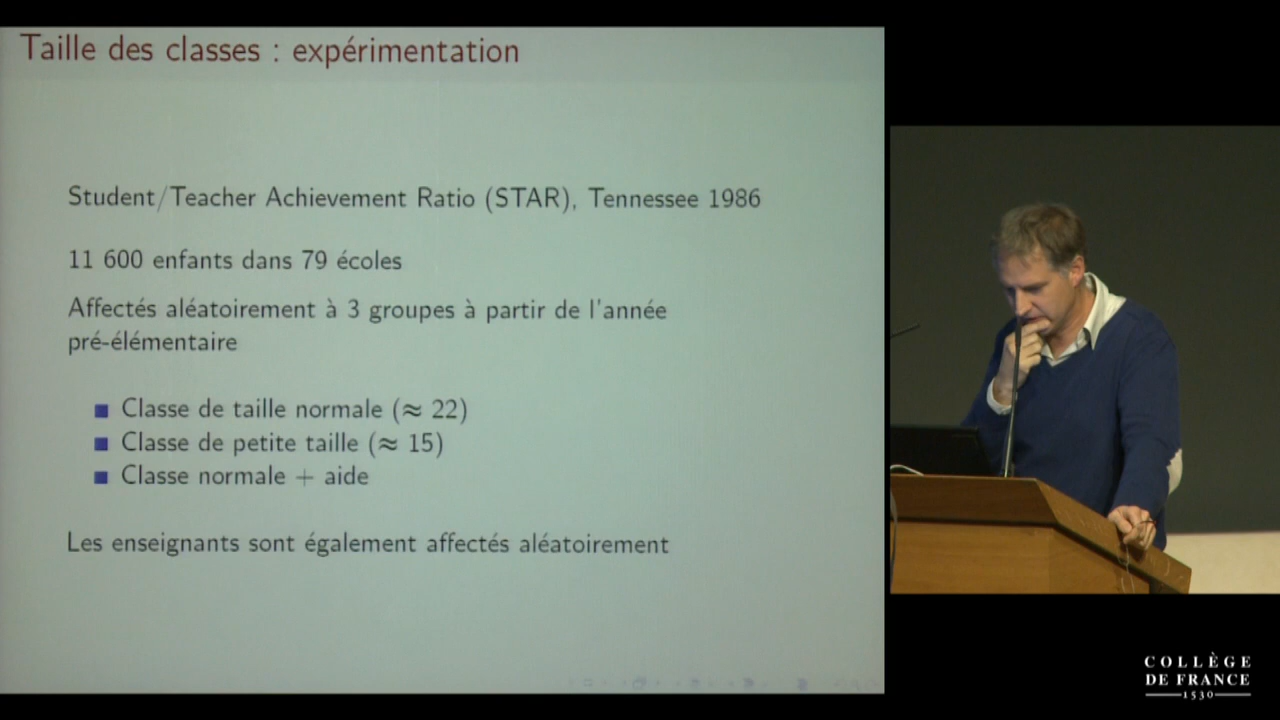 Taille des classes : expérimentation
Student/Teacher Achievement Ratio (STAR), Tennessee 1986
11 600 enfants dans 79 écoles
Affectés aléatoirement à 3 groupes à partir de l'année
pré-élémentaire
Classe de taille normale (≈ 22)
Classe de petite taille (≈ 15)
Classe normale + aide
Les enseignants sont également affectés aléatoirement
COLLÈGE
DE FRANCE
1530